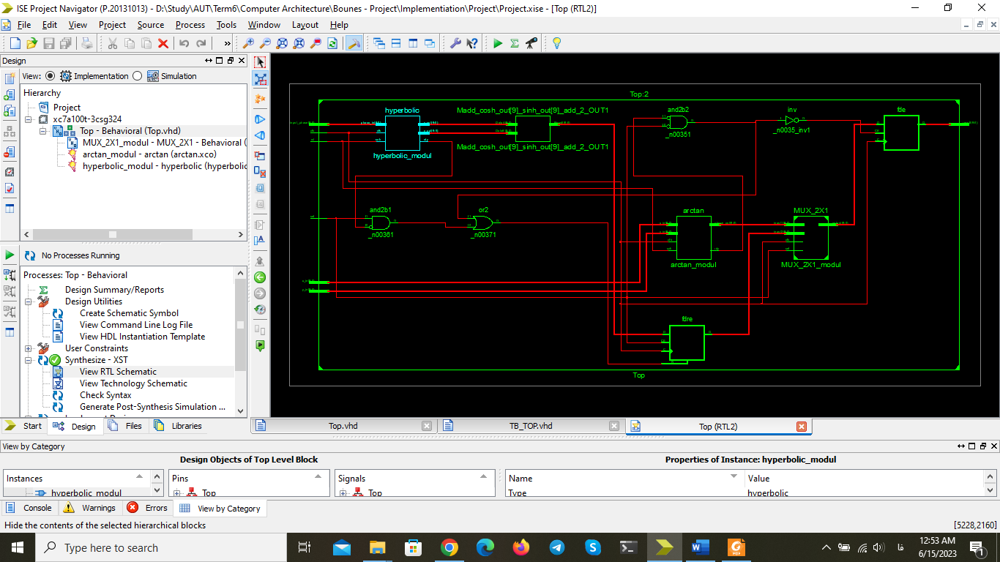 ISE Project Navigator (P.20131013) - D:\Study\AUT\Term6\Computer Architecture\Bounes - Project\Implementiation\Project\Project.xise - [Top (RTL2)]
File Edit View Project Source Process Tools Window Layout Help
Design
View: Implementation Simulation
Hierarchy
Project
xc7a100t-3csg324
Top - Behavioral (Top.vhd)
MUX_2X1_modul - MUX_2X1 - Behavioral (
arctan_modul - arctan (arctan.xco)
hyperbolic_modul - hyperbolic (hyperbolic
No Processes Running
Processes: Top - Behavioral
Design Summary/Reports
Design Utilities
Create Schematic Symbol
View Command Line Log File
View HDL Instantiation Template
User Constraints
Synthesize - XST
View RTL Schematic
View Technology Schematic
Check Syntax
Generate Post-Synthesis Simulation ...
Start Design Files Libraries
Top:2
hyperbolic
hyperbolic_modul
Madd_cosh_out[9]_sinh_out[9]_add_2_OUT1
Madd_cosh_out[9]_sinh_out[9]_add_2_OUT1
and2b2
_n00351
inv
_n0035_inv1
fde
and2b1
_n00361
or2
_n00371
arctan
arctan_modul
MUX_2X1
MUX_2X1_modul
fdre
Top
Top.vhd TB_TOP.vhd Top (RTL2)
View by Category
Design Objects of Top Level Block
Properties of Instance: hyperbolic_modul
Instances Pins Signals Name Value
hyperbolic_modul Top Top Type hyperbolic
Console Warnings Errors View by Category
Hide the contents of the selected hierarchical blocks
[5228,2160]
Type here to search
فا
12:53 AM
6/15/2023
1